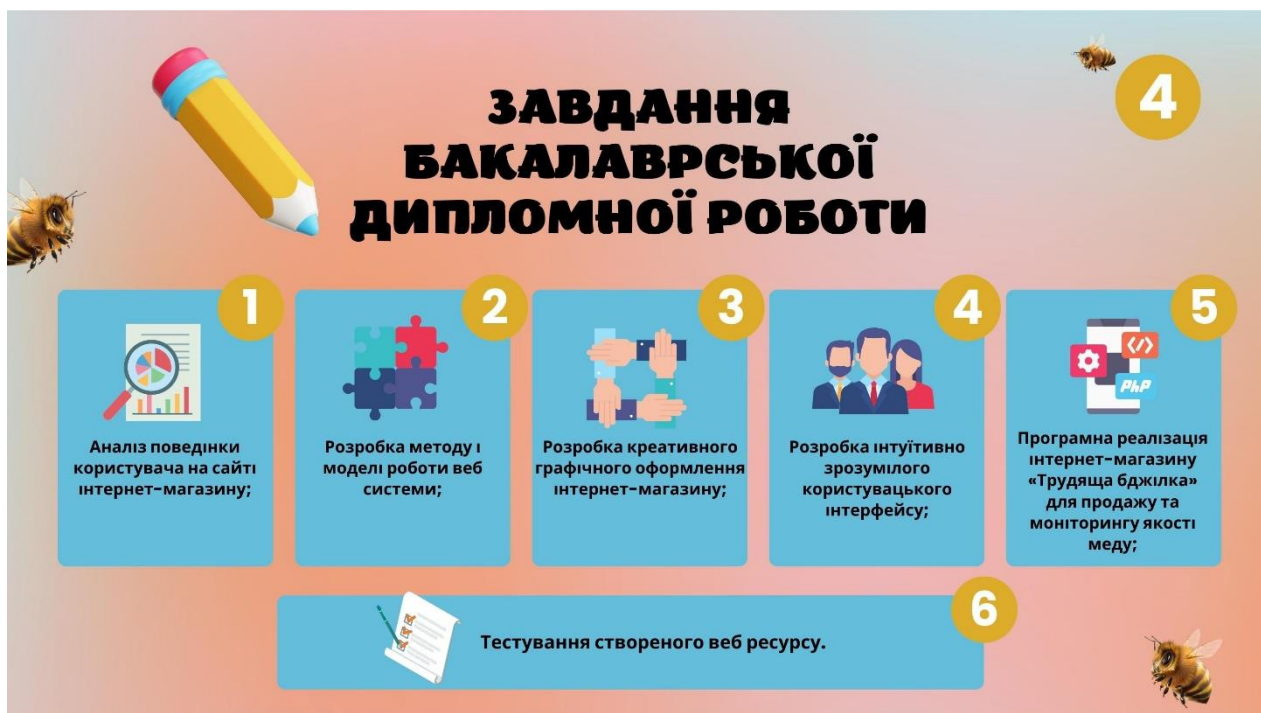 4
ЗАВДАННЯ
БАКАЛАВРСЬКОЇ
ДИПЛОМНОЇ РОБОТИ
1
Аналіз поведінки
користувача на сайті
інтернет-магазину;
2
Розробка методу і
моделі роботи веб
системи;
3
Розробка креативного
графічного оформлення
інтернет-магазину;
4
Розробка інтуїтивно
зрозумілого
користувацького
інтерфейсу;
5
</>
PhP
Програмна реалізація
інтернет-магазину
«Трудяща бджілка»
для продажу та
моніторингу якості
меду;
6
Тестування створеного веб ресурсу.